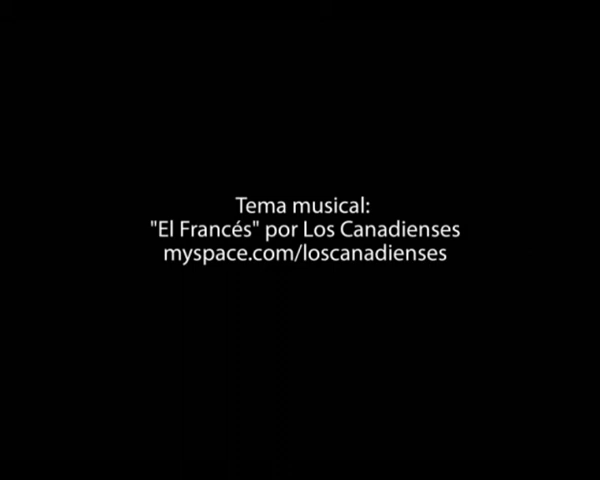 Tema musical:
"El Francés" por Los Canadienses
myspace.com/loscanadienses